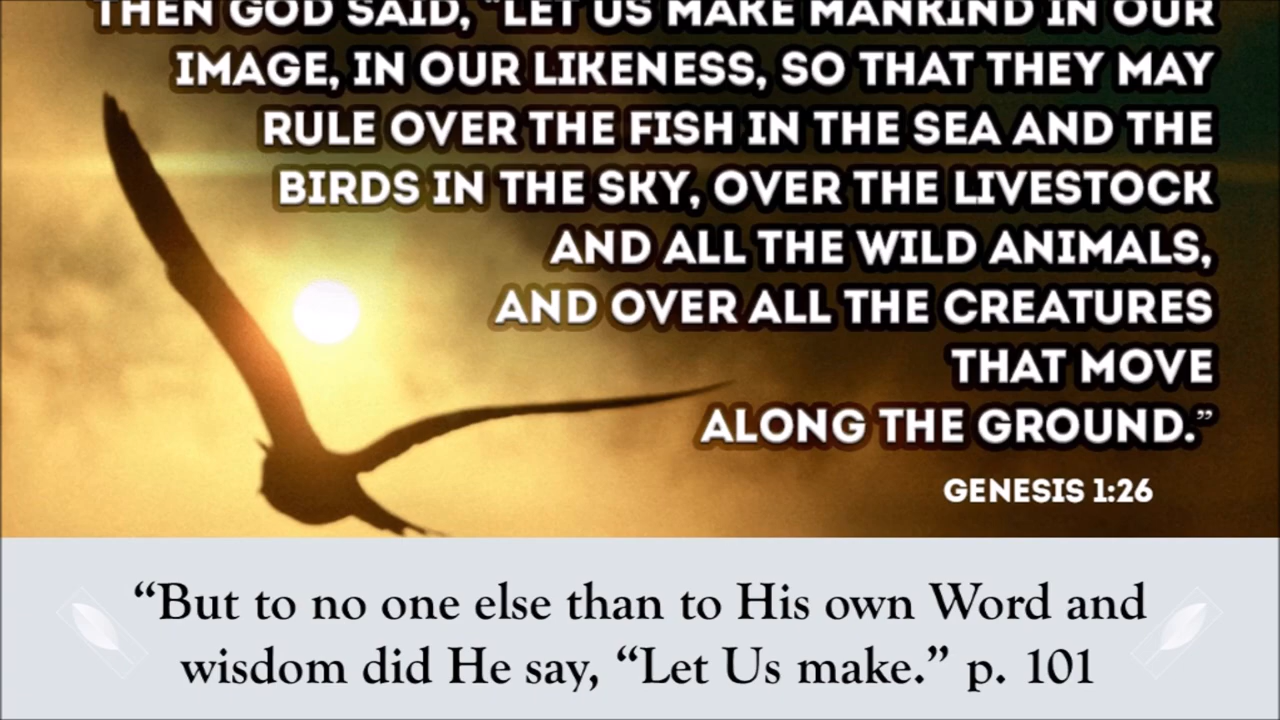 THEN GOD SAID, “LET US MAKE MANKIND IN OUR
IMAGE, IN OUR LIKENESS, SO THAT THEY MAY
RULE OVER THE FISH IN THE SEA AND THE
BIRDS IN THE SKY, OVER THE LIVESTOCK
AND ALL THE WILD ANIMALS,
AND OVER ALL THE CREATURES
THAT MOVE
ALONG THE GROUND.”
GENESIS 1:26
“But to no one else than to His own Word and
wisdom did He say, “Let Us make.” p. 101